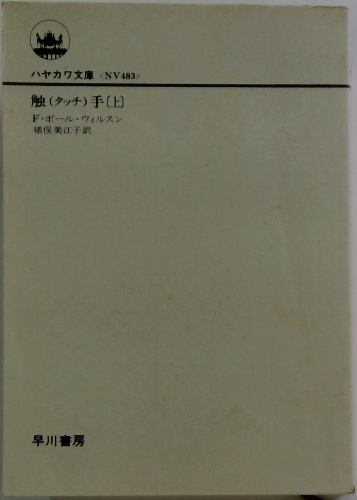 ハヤカワ文庫〈NV483〉
触(タッチ)手〔上〕
F・ポール・ウィルスン
猪俣美江子訳
早川書房